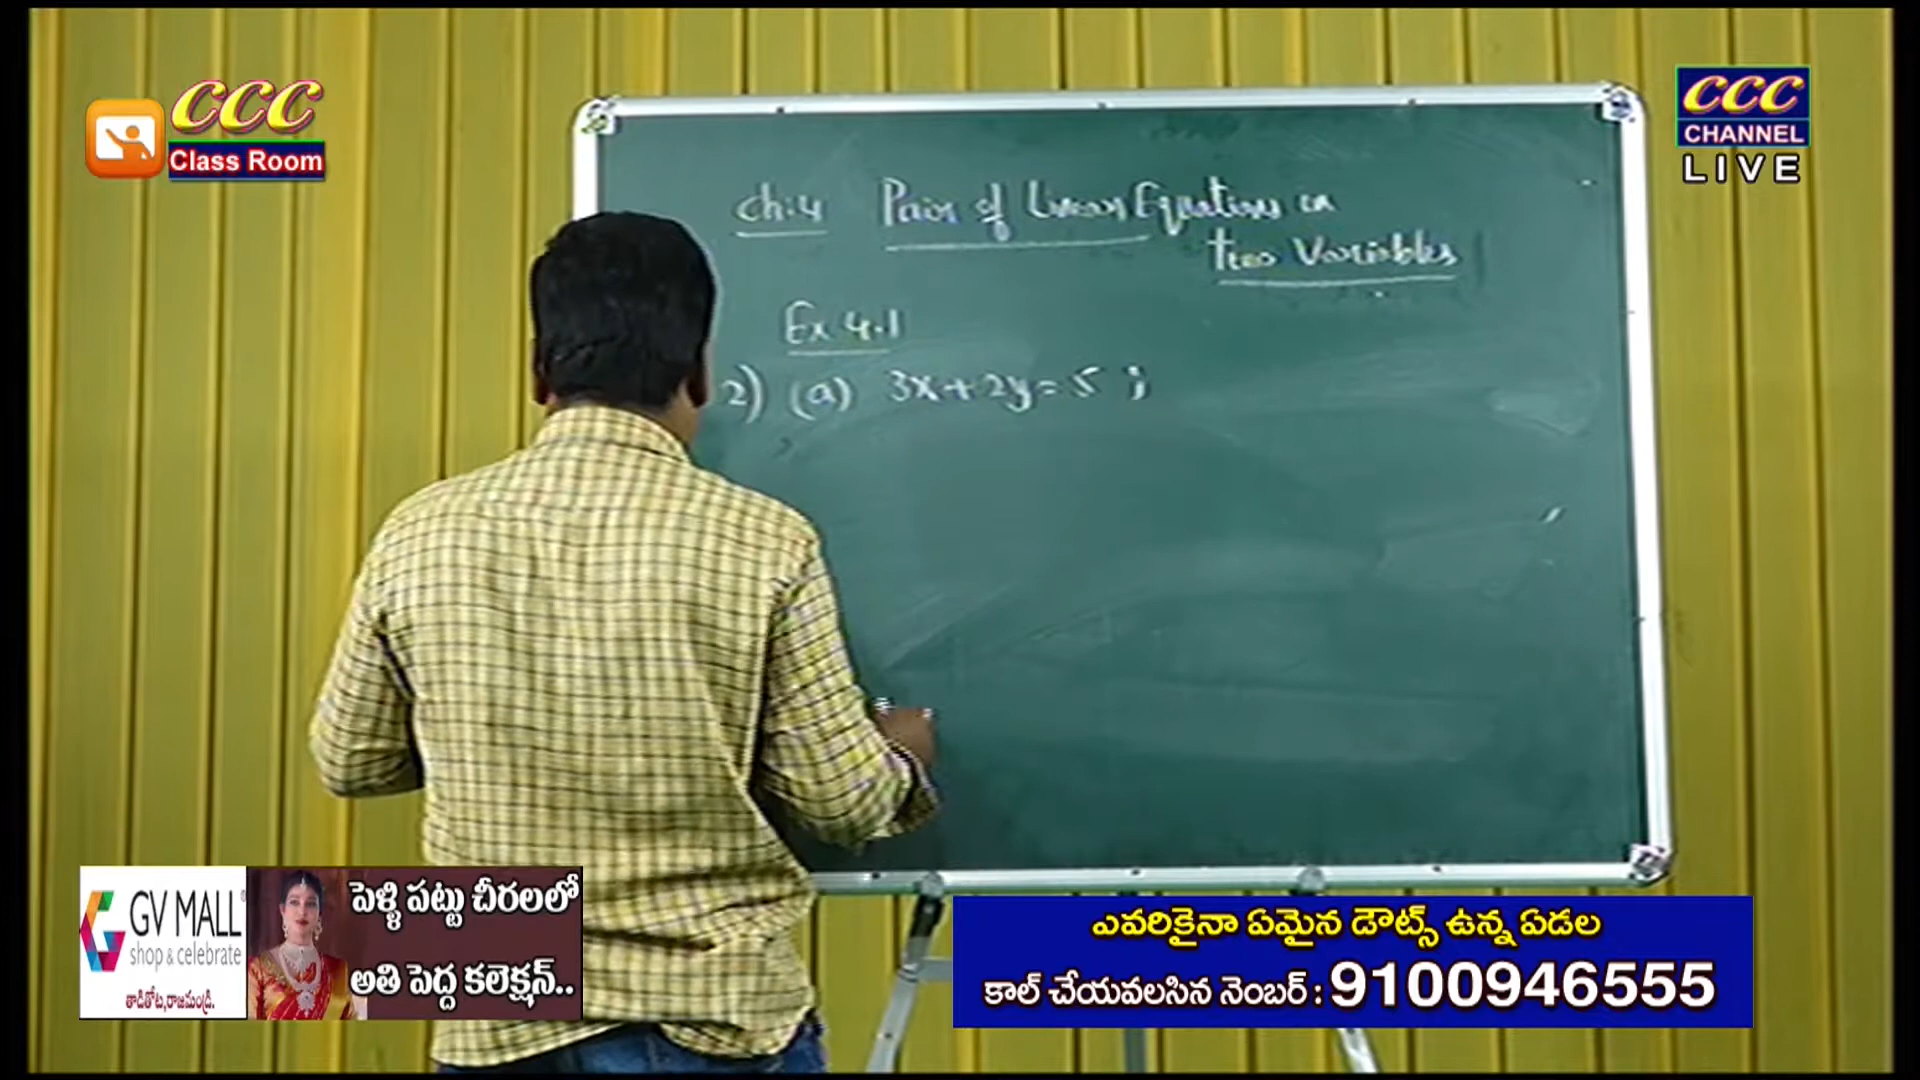 CCC
Class Room
CCC
CHANNEL
LIVE
Ch:4 Pair of Linear Equations in
two Variables
Ex 4.1
2) (a) 3x+2y=5 ;
GV MALL
shop & celebrate
తాడితోట,రాజమండ్రి.
పెళ్ళి పట్టు చీరలలో
అతి పెద్ద కలెక్షన్..
ఎవరికైనా ఏమైన డౌట్స్ ఉన్న ఏడల
కాల్ చేయవలసిన నెంబర్ : 9100946555